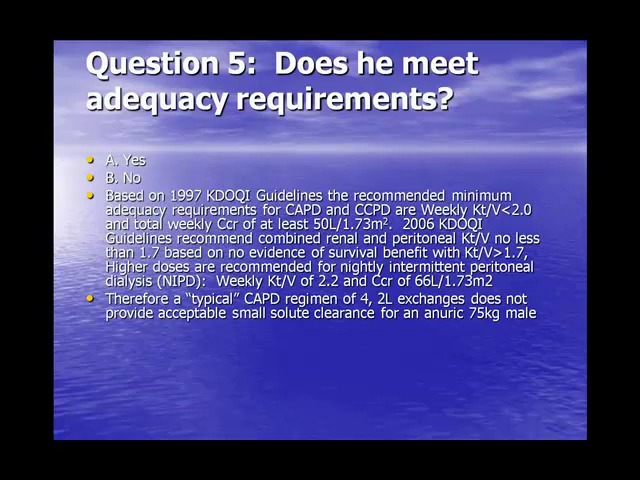 Question 5: Does he meet
adequacy requirements?
• A. Yes
• B. No
• Based on 1997 KDOQI Guidelines the recommended minimum
adequacy requirements for CAPD and CCPD are Weekly Kt/V<2.0
and total weekly Ccr of at least 50L/1.73m². 2006 KDOQI
Guidelines recommend combined renal and peritoneal Kt/V no less
than 1.7 based on no evidence of survival benefit with Kt/V>1.7,
Higher doses are recommended for nightly intermittent peritoneal
dialysis (NIPD): Weekly Kt/V of 2.2 and Ccr of 66L/1.73m2
• Therefore a “typical” CAPD regimen of 4, 2L exchanges does not
provide acceptable small solute clearance for an anuric 75kg male